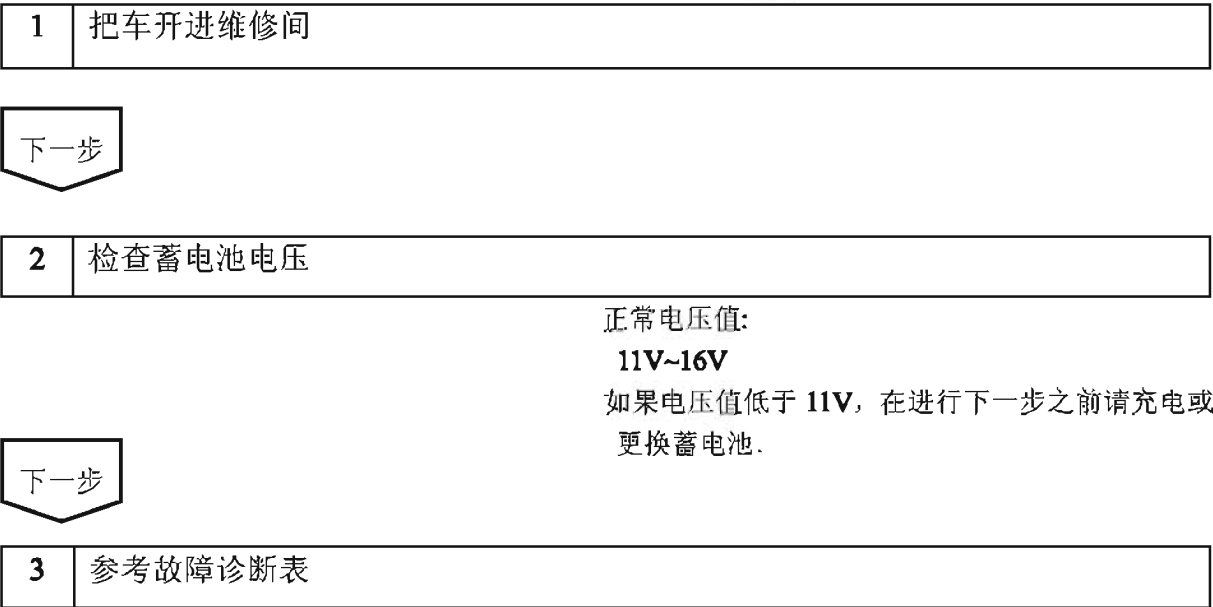 1 把车开进维修间
下一步
2 检查蓄电池电压
正常电压值:
11V~16V
如果电压值低于 11V，在进行下一步之前请充电或
更换蓄电池.
下一步
3 参考故障诊断表